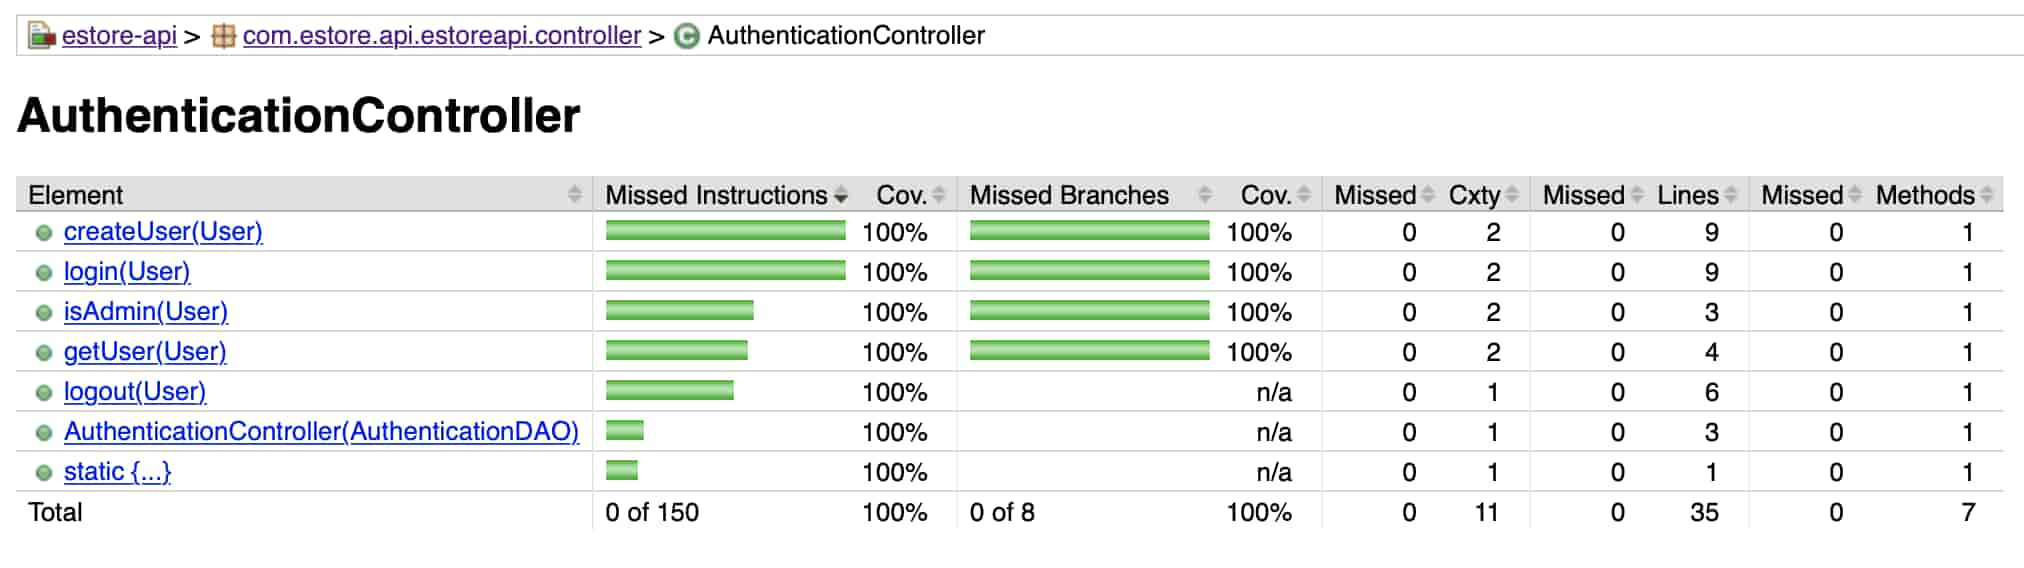 estore-api > com.estore.api.estoreapi.controller > AuthenticationController
AuthenticationController
Element Missed Instructions Cov. Missed Branches Cov. Missed Cxty Missed Lines Missed Methods
createUser(User) 100% 100% 0 2 0 9 0 1
login(User) 100% 100% 0 2 0 9 0 1
isAdmin(User) 100% 100% 0 2 0 3 0 1
getUser(User) 100% 100% 0 2 0 4 0 1
logout(User) 100% n/a 0 1 0 6 0 1
AuthenticationController(AuthenticationDAO) 100% n/a 0 1 0 3 0 1
static {...} 100% n/a 0 1 0 1 0 1
Total 0 of 150 100% 0 of 8 100% 0 11 0 35 0 7